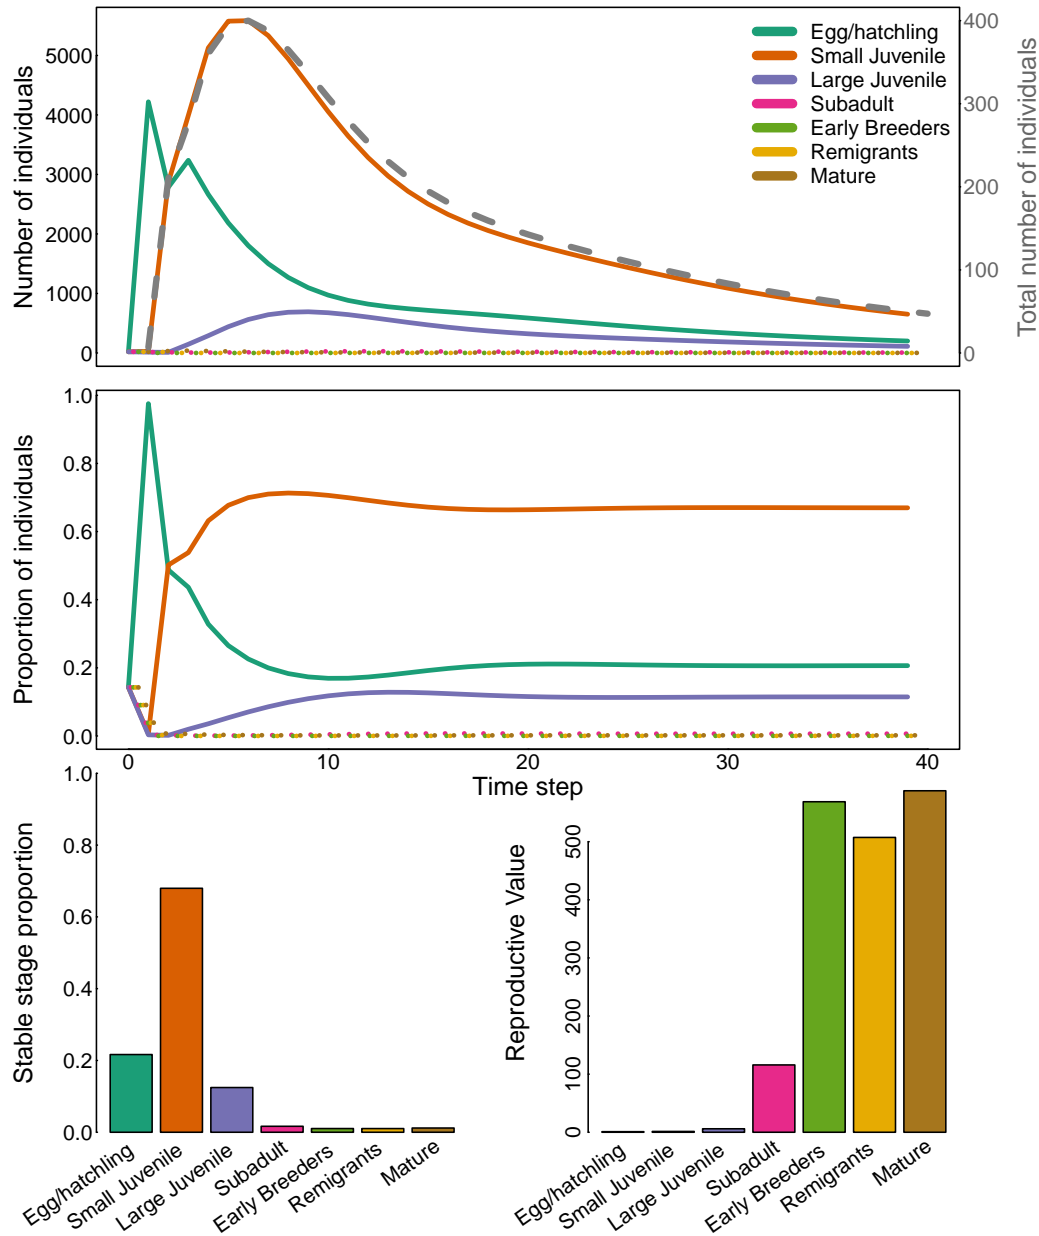 Number of individuals
5000
4000
3000
2000
1000
0
Egg/hatchling
Small Juvenile
Large Juvenile
Subadult
Early Breeders
Remigrants
Mature
400
300
200
100
0
Total number of individuals
Proportion of individuals
1.0
0.8
0.6
0.4
0.2
0.0
0 10 20 30 40
Time step
Stable stage proportion
1.0
0.8
0.6
0.4
0.2
0.0
Egg/hatchling
Small Juvenile
Large Juvenile
Subadult
Early Breeders
Remigrants
Mature
Reproductive Value
500
400
300
200
100
0
Egg/hatchling
Small Juvenile
Large Juvenile
Subadult
Early Breeders
Remigrants
Mature